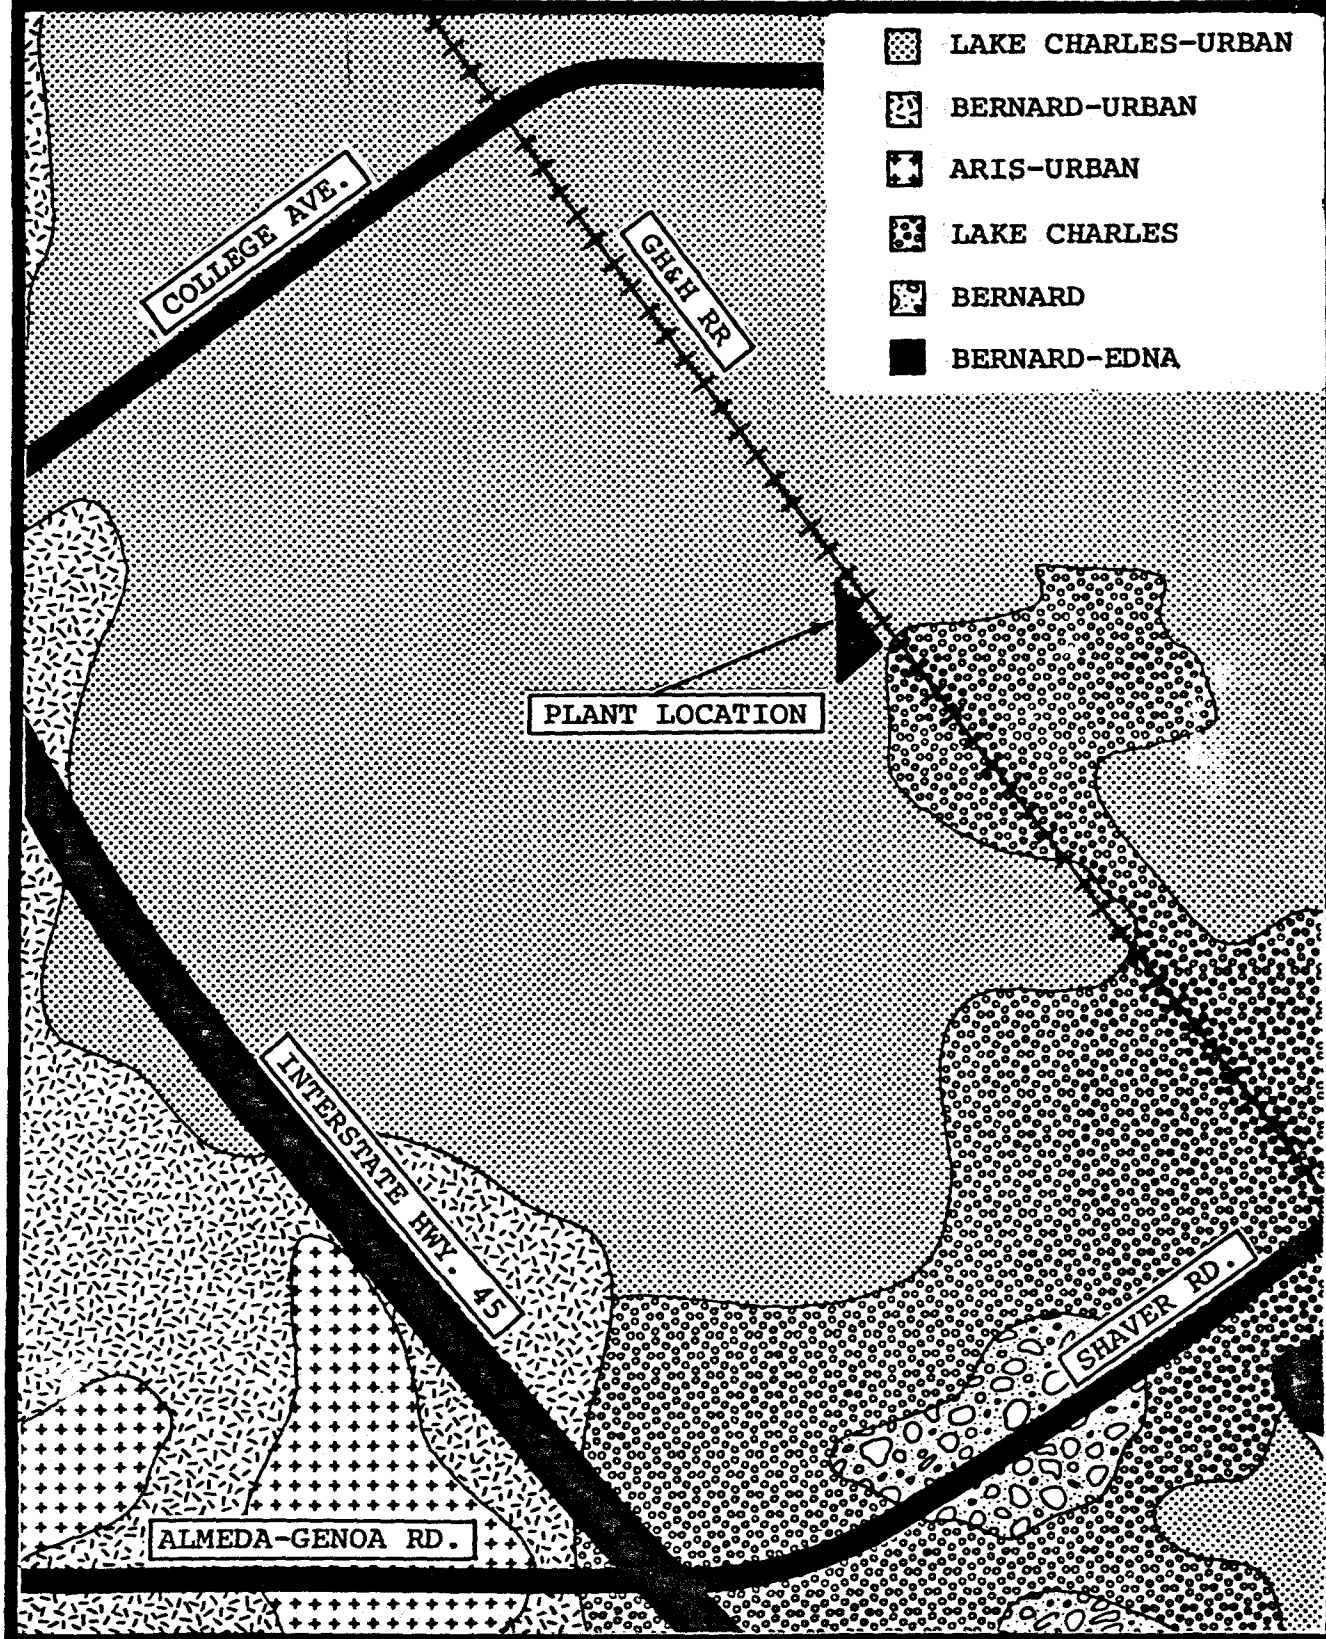 LAKE CHARLES-URBAN
BERNARD-URBAN
ARIS-URBAN
LAKE CHARLES
BERNARD
BERNARD-EDNA
COLLEGE AVE.
GH&H RR
PLANT LOCATION
INTERSTATE HWY. 45
SHAVER RD.
ALMEDA-GENOA RD.